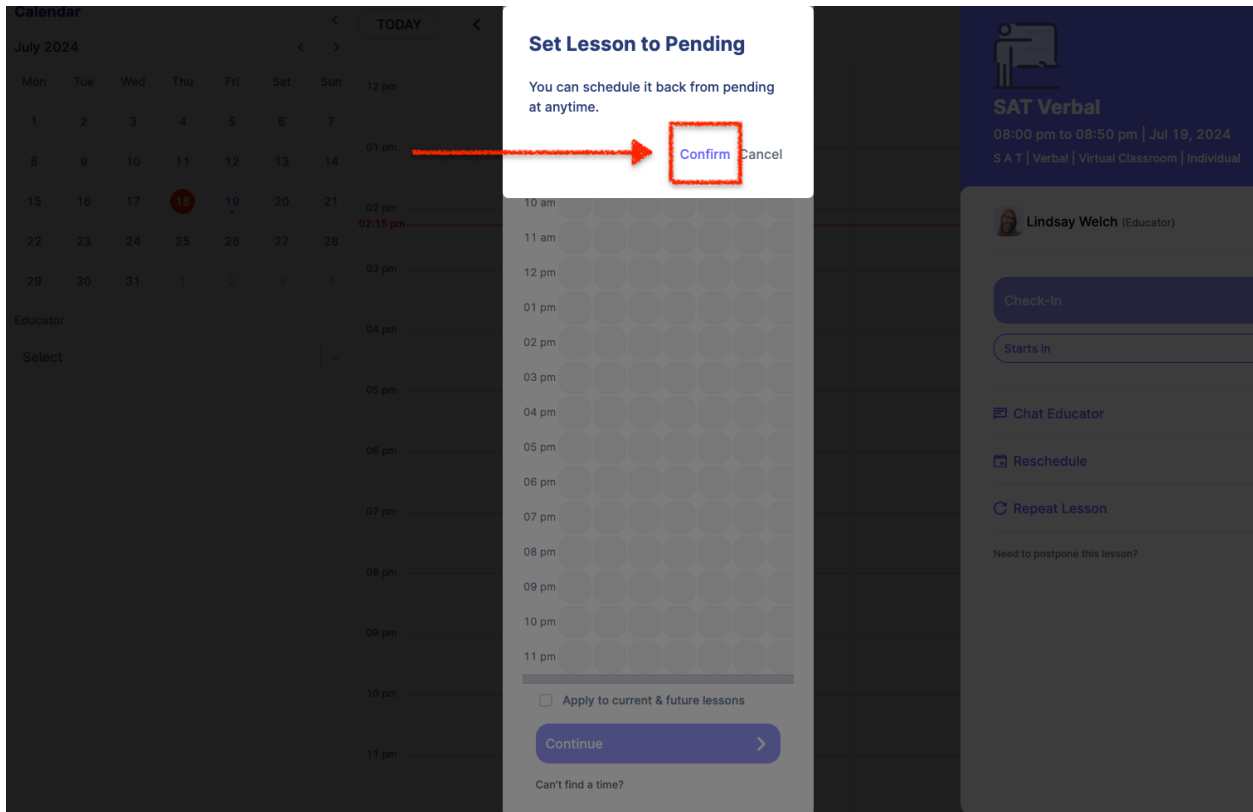 Calendar
July 2024
Mon Tue Wed Thu Fri Sat Sun
1 2 3 4 5 6 7
8 9 10 11 12 13 14
15 16 17 18 19 20 21
22 23 24 25 26 27 28
29 30 31 1 2 3 4
Educator
Select
TODAY
12 pm
01 pm
02 pm
02:15 pm
03 pm
04 pm
05 pm
06 pm
07 pm
08 pm
09 pm
10 pm
11 pm
Set Lesson to Pending
You can schedule it back from pending
at anytime.
Confirm Cancel
10 am
11 am
12 pm
01 pm
02 pm
03 pm
04 pm
05 pm
06 pm
07 pm
08 pm
09 pm
10 pm
11 pm
Apply to current & future lessons
Continue
Can't find a time?
SAT Verbal
08:00 pm to 08:50 pm | Jul 19, 2024
S A T | Verbal | Virtual Classroom | Individual
Lindsay Welch (Educator)
Check-In
Starts in
Chat Educator
Reschedule
Repeat Lesson
Need to postpone this lesson?